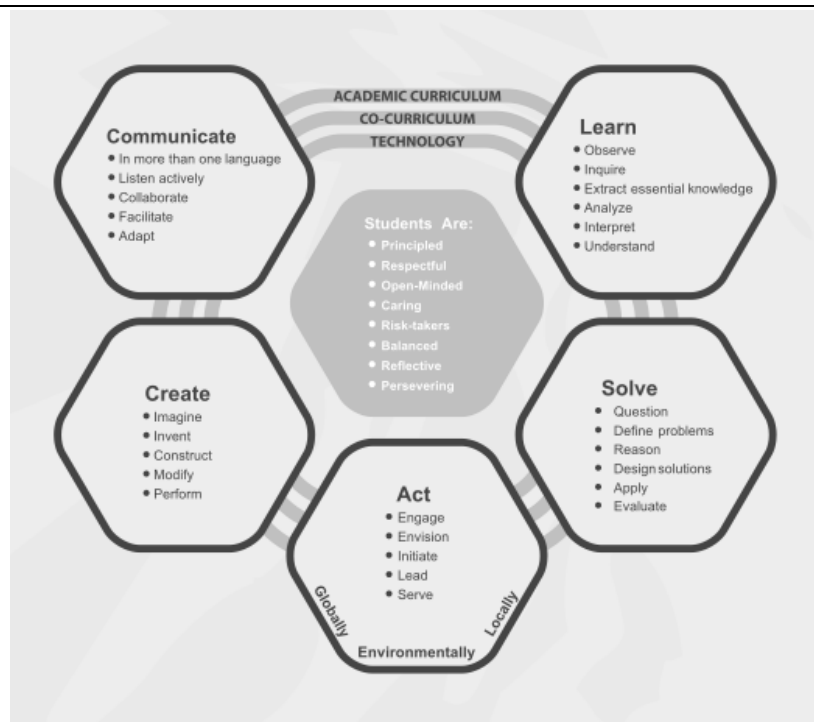 ACADEMIC CURRICULUM
CO-CURRICULUM
TECHNOLOGY
Communicate
• In more than one language
• Listen actively
• Collaborate
• Facilitate
• Adapt
Learn
• Observe
• Inquire
• Extract essential knowledge
• Analyze
• Interpret
• Understand
Students Are:
• Principled
• Respectful
• Open-Minded
• Caring
• Risk-takers
• Balanced
• Reflective
• Persevering
Create
• Imagine
• Invent
• Construct
• Modify
• Perform
Solve
• Question
• Define problems
• Reason
• Design solutions
• Apply
• Evaluate
Act
• Engage
• Envision
• Initiate
• Lead
• Serve
Globally
Environmentally
Locally